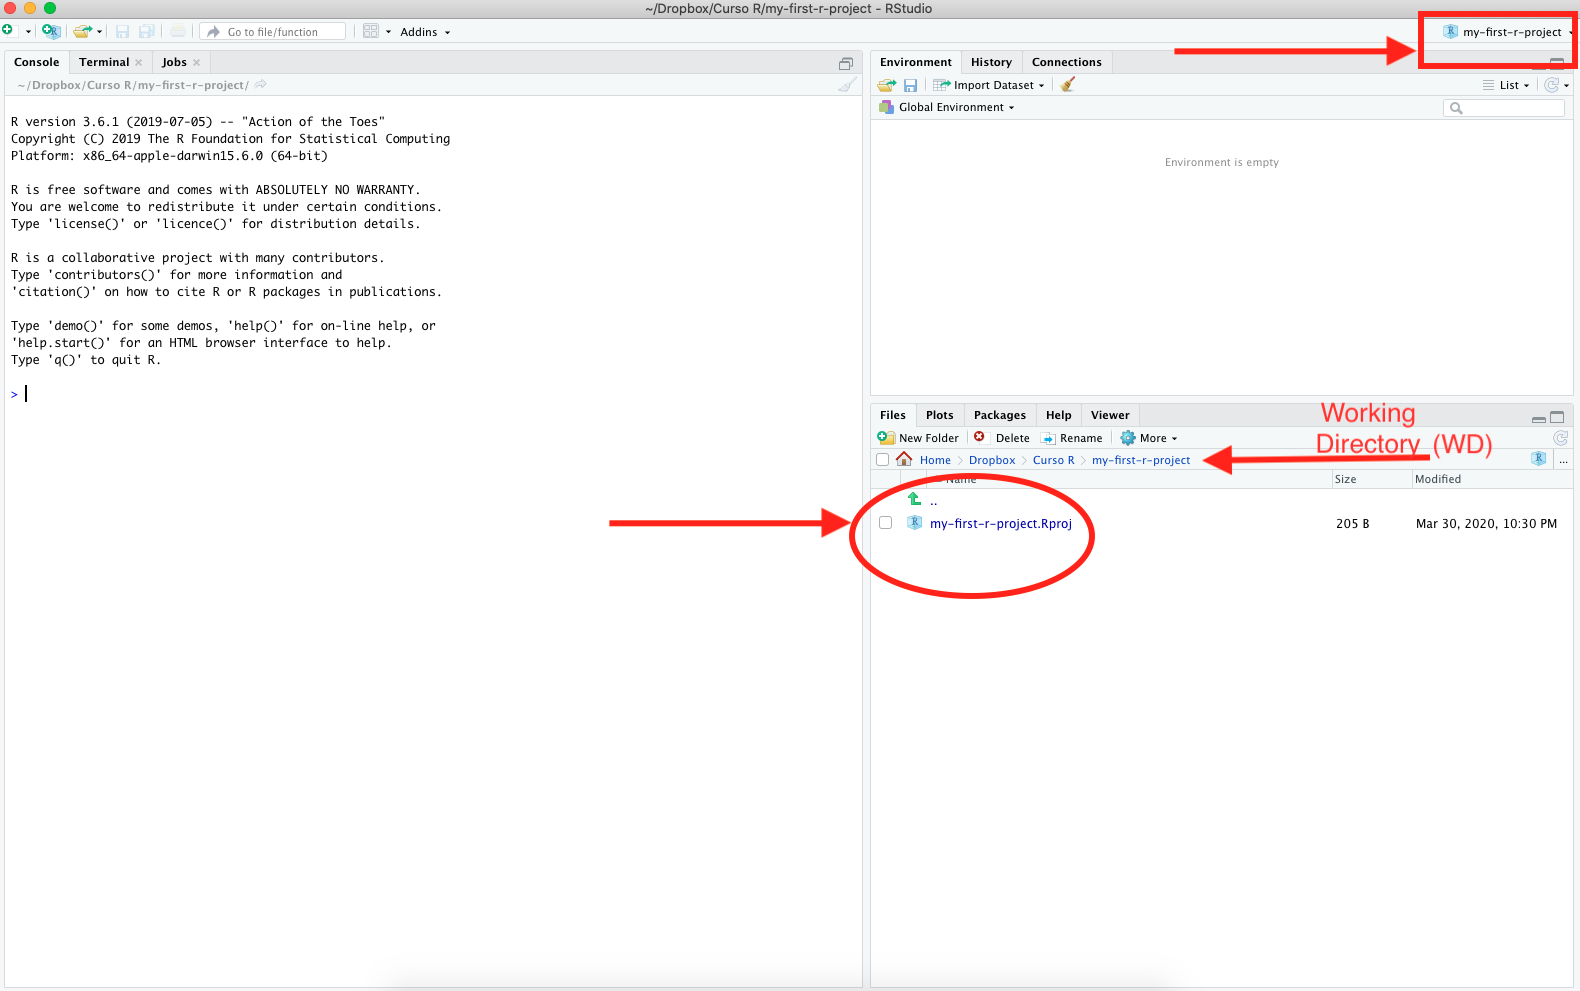 ~/Dropbox/Curso R/my-first-r-project - RStudio
Go to file/function
Addins
my-first-r-project
Console
Terminal
Jobs
~/Dropbox/Curso R/my-first-r-project/
R version 3.6.1 (2019-07-05) -- "Action of the Toes"
Copyright (C) 2019 The R Foundation for Statistical Computing
Platform: x86_64-apple-darwin15.6.0 (64-bit)
R is free software and comes with ABSOLUTELY NO WARRANTY.
You are welcome to redistribute it under certain conditions.
Type 'license()' or 'licence()' for distribution details.
R is a collaborative project with many contributors.
Type 'contributors()' for more information and
'citation()' on how to cite R or R packages in publications.
Type 'demo()' for some demos, 'help()' for on-line help, or
'help.start()' for an HTML browser interface to help.
Type 'q()' to quit R.
>
Environment
History
Connections
Import Dataset
List
Global Environment
Environment is empty
Files
Plots
Packages
Help
Viewer
New Folder
Delete
Rename
More
Working
Directory (WD)
Home > Dropbox > Curso R > my-first-r-project
...
Name
Size
Modified
..
my-first-r-project.Rproj
205 B
Mar 30, 2020, 10:30 PM